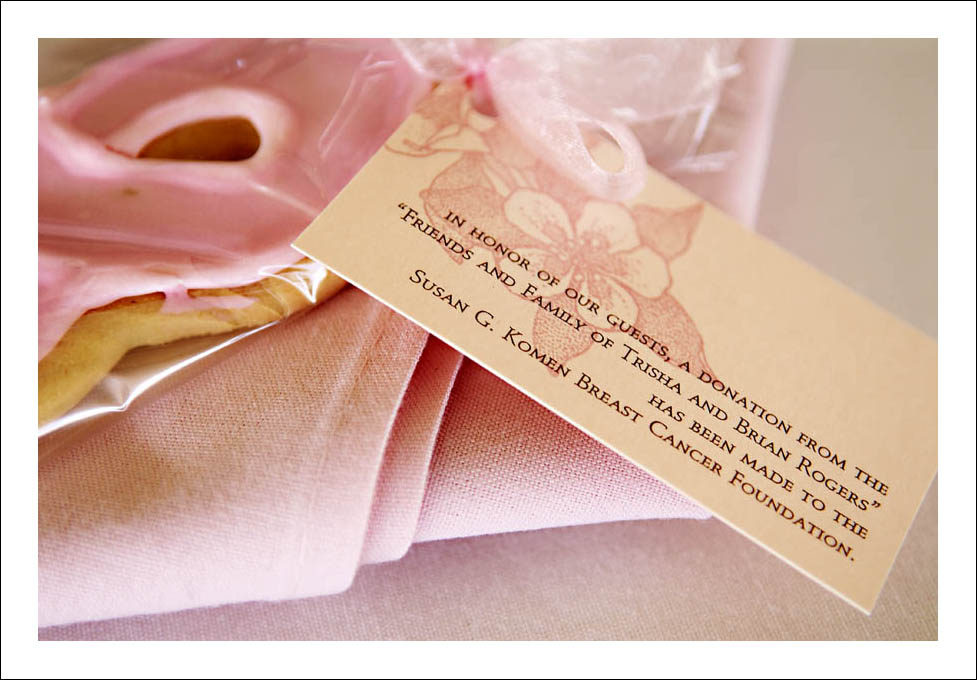 in honor of our guests, a donation from the
“Friends and Family of Trisha and Brian Rogers”
has been made to the
Susan G. Komen Breast Cancer Foundation.